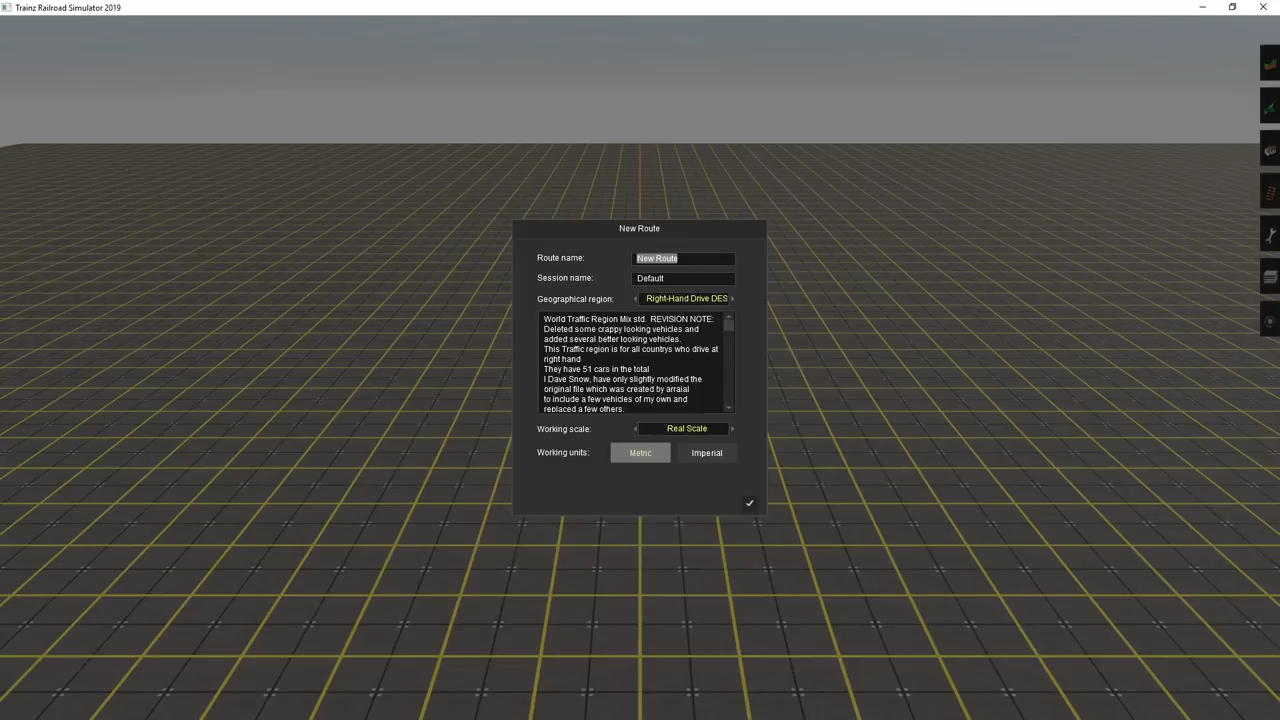 Trainz Railroad Simulator 2019
New Route
Route name: New Route
Session name: Default
Geographical region: Right-Hand Drive DES
World Traffic Region Mix std.  REVISION NOTE:
Deleted some crappy looking vehicles and
added several better looking vehicles.
This Traffic region is for all countrys who drive at
right hand
They have 51 cars in the total
I Dave Snow, have only slightly modified the
original file which was created by arraial
to include a few vehicles of my own and
replaced a few others.
Working scale: Real Scale
Working units: Metric Imperial